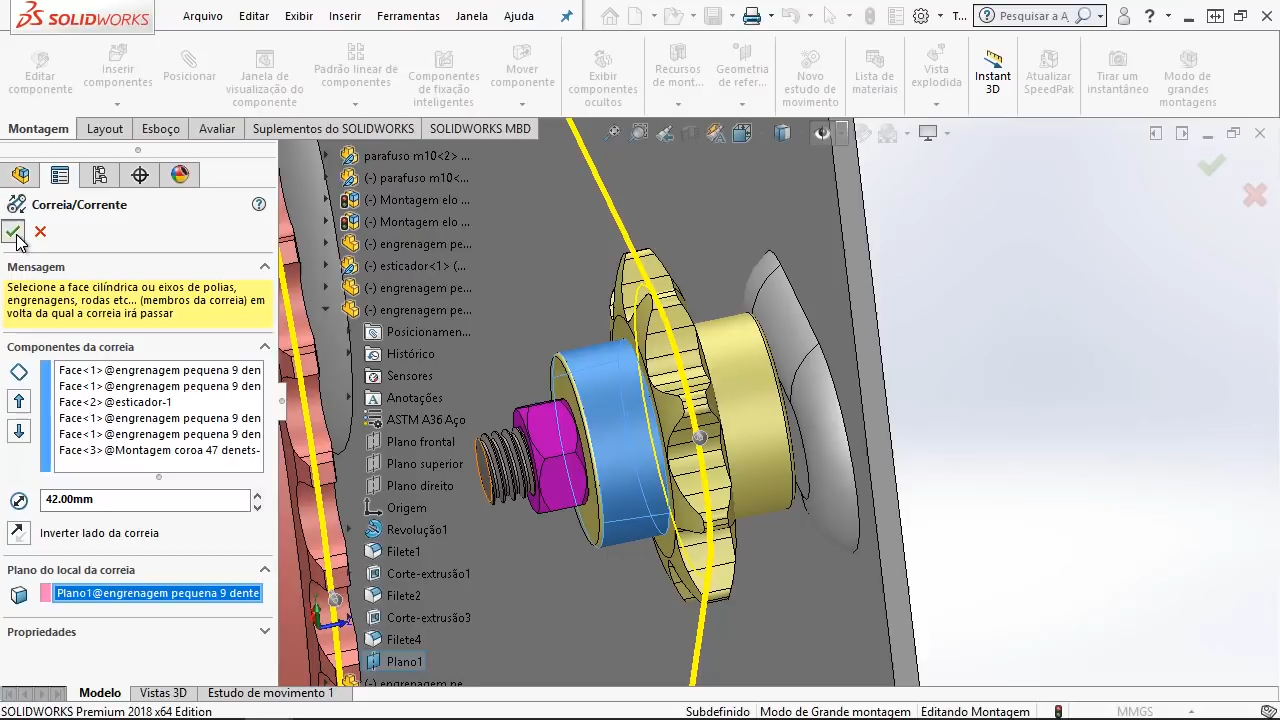 SOLIDWORKS
Arquivo Editar Exibir Inserir Ferramentas Janela Ajuda
T...
Pesquisar a A
Editar componente
Inserir componentes
Posicionar
Janela de visualização do componente
Padrão linear de componentes
Componentes de fixação inteligentes
Mover componente
Exibir componentes ocultos
Recursos de mont...
Geometria de refer...
Novo estudo de movimento
Lista de materiais
Vista explodida
Instant 3D
Atualizar SpeedPak
Tirar um instantâneo
Modo de grandes montagens
Montagem Layout Esboço Avaliar Suplementos do SOLIDWORKS SOLIDWORKS MBD
Correia/Corrente
Mensagem
Selecione a face cilíndrica ou eixos de polias,
engrenagens, rodas etc... (membros da correia) em
volta da qual a correia irá passar
Componentes da correia
Face<1>@engrenagem pequena 9 den
Face<1>@engrenagem pequena 9 den
Face<2>@esticador-1
Face<1>@engrenagem pequena 9 den
Face<1>@engrenagem pequena 9 den
Face<3>@Montagem coroa 47 denets-
42.00mm
Inverter lado da correia
Plano do local da correia
Plano1@engrenagem pequena 9 dente
Propriedades
parafuso m10<2> ...
(-) parafuso m10<...
(-) Montagem elo ...
(-) Montagem elo ...
(-) engrenagem pe...
(-) esticador<1> (...
(-) engrenagem pe...
(-) engrenagem pe...
Posicionamen...
Histórico
Sensores
Anotações
ASTM A36 Aço
Plano frontal
Plano superior
Plano direito
Origem
Revolução1
Filete1
Corte-extrusão1
Filete2
Corte-extrusão3
Filete4
Plano1
(-) engrenagem pe...
Modelo Vistas 3D Estudo de movimento 1
SOLIDWORKS Premium 2018 x64 Edition
Subdefinido Modo de Grande montagem Editando Montagem MMGS